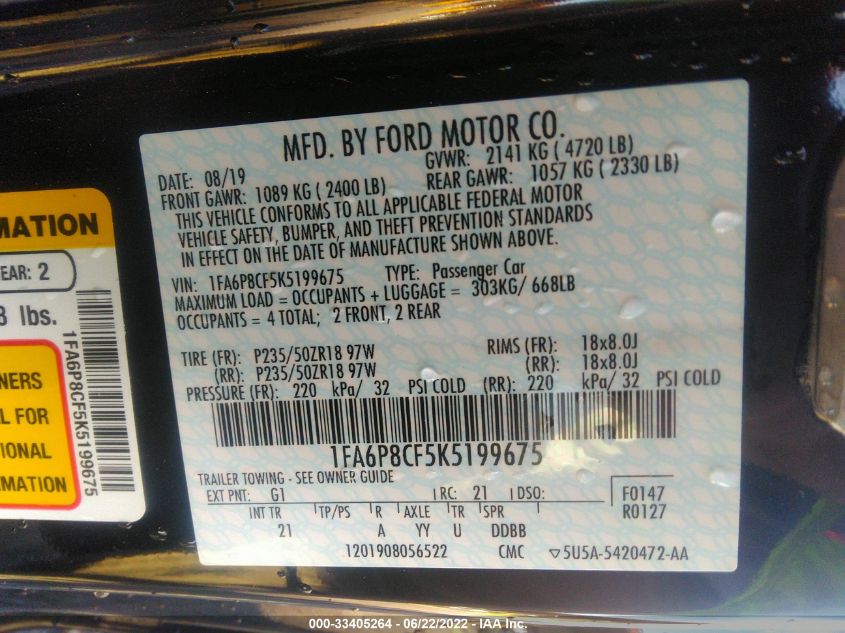 MFD. BY FORD MOTOR CO.
DATE: 08/19 GVWR: 2141 KG ( 4720 LB)
FRONT GAWR: 1089 KG ( 2400 LB) REAR GAWR: 1057 KG ( 2330 LB)
THIS VEHICLE CONFORMS TO ALL APPLICABLE FEDERAL MOTOR
VEHICLE SAFETY, BUMPER, AND THEFT PREVENTION STANDARDS
IN EFFECT ON THE DATE OF MANUFACTURE SHOWN ABOVE.
VIN: 1FA6P8CF5K5199675 TYPE: Passenger Car
MAXIMUM LOAD = OCCUPANTS + LUGGAGE = 303KG/ 668LB
OCCUPANTS = 4 TOTAL; 2 FRONT, 2 REAR
TIRE (FR): P235/50ZR18 97W RIMS (FR): 18x8.0J
(RR): P235/50ZR18 97W (RR): 18x8.0J
PRESSURE (FR): 220 kPa/ 32 PSI COLD (RR): 220 kPa/ 32 PSI COLD
1FA6P8CF5K5199675
TRAILER TOWING - SEE OWNER GUIDE
EXT PNT: G1 RC: 21 DSO: F0147
R0127
INT TR TP/PS R AXLE TR SPR
21 A YY U DDBB
1201908056522 CMC ▽5U5A-5420472-AA
MATION
EAR: 2
lbs.
NERS
L FOR
IONAL
RMATION
1FA6P8CF5K5199675
000-33405264 - 06/22/2022 - IAAI.com